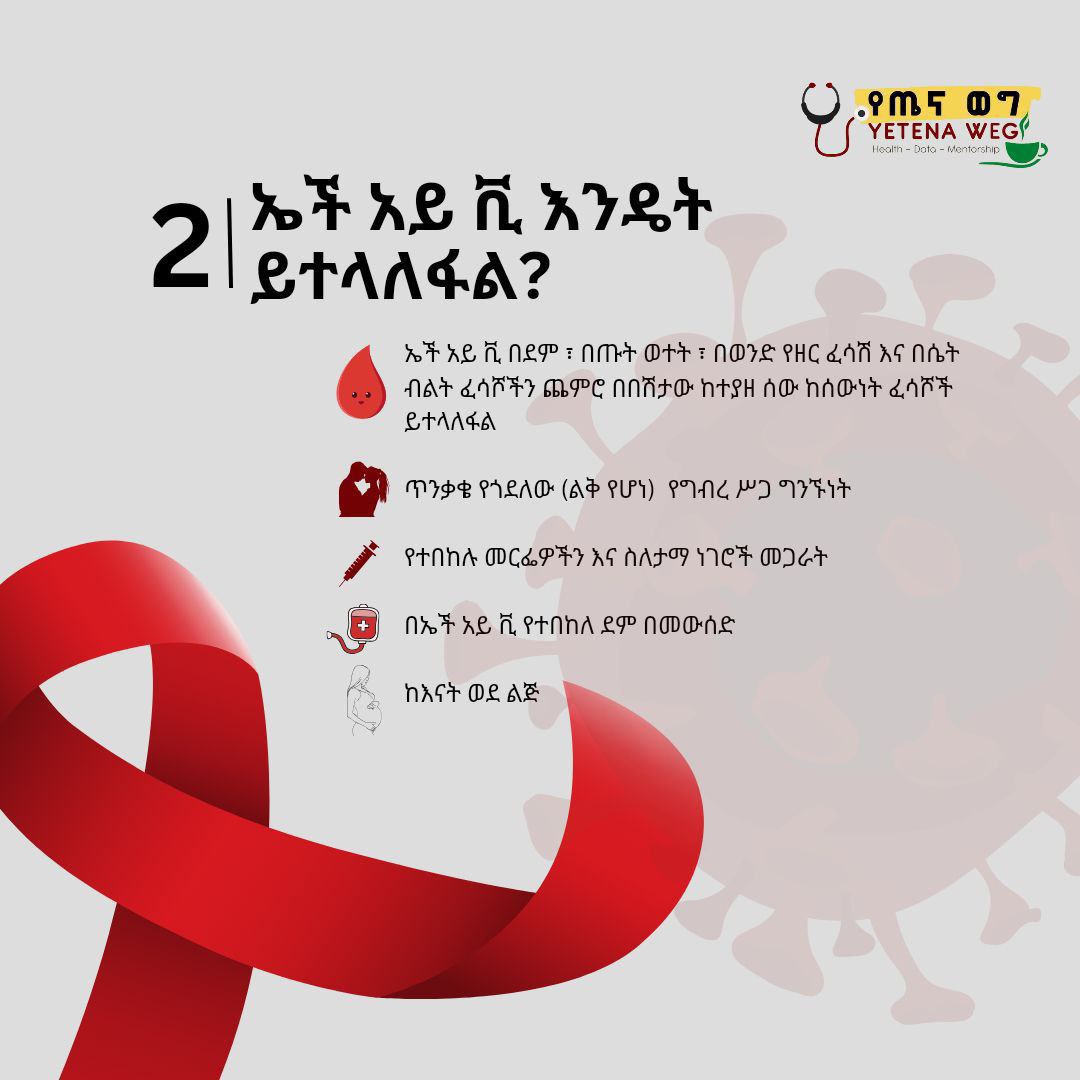 የጤና ወግ
YETENA WEG
Health - Data - Mentorship
2
ኤች አይ ቪ እንዴት
ይተላለፋል?
ኤች አይ ቪ በደም ፣ በጡት ወተት ፣ በወንድ የዘር ፈሳሽ እና በሴት
ብልት ፈሳሾችን ጨምሮ በበሽታው ከተያዘ ሰው ከሰውነት ፈሳሾች
ይተላለፋል
ጥንቃቄ የጎደለው (ልቅ የሆነ) የግብረ ሥጋ ግንኙነት
የተበከሉ መርፌዎችን እና ስለታማ ነገሮች መጋራት
በኤች አይ ቪ የተበከለ ደም በመውሰድ
ከእናት ወደ ልጅ